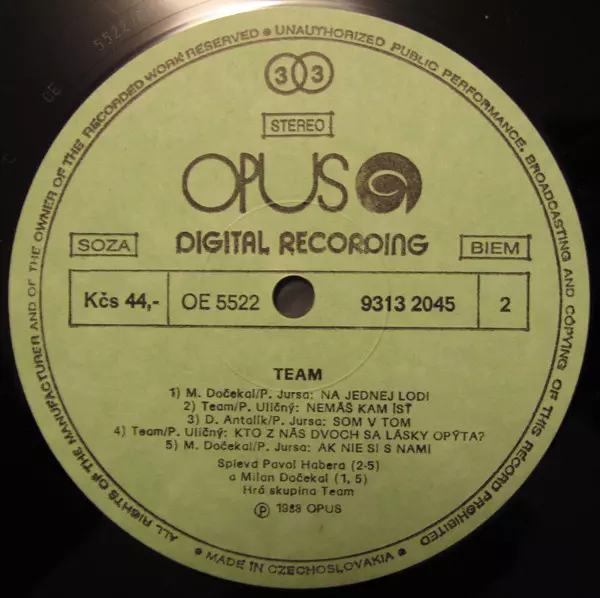 ALL RIGHTS OF THE MANUFACTURER AND OF THE OWNER OF THE RECORDED WORK RESERVED • UNAUTHORIZED PUBLIC PERFORMANCE, BROADCASTING AND COPYING OF THIS RECORD PROHIBITED
• MADE IN CZECHOSLOVAKIA •
33
STEREO
OPUS
DIGITAL RECORDING
SOZA
BIEM
Kčs 44,- OE 5522 9313 2045 2
TEAM
1) M. Dočekal/P. Jursa: NA JEDNEJ LODI
2) Team/P. Uličný: NEMÁŠ KAM ÍSŤ
3) D. Antalík/P. Jursa: SOM V TOM
4) Team/P. Uličný: KTO Z NÁS DVOCH SA LÁSKY OPÝTA?
5) M. Dočekal/P. Jursa: AK NIE SI S NAMI
Spieva Pavol Habera (2-5)
a Milan Dočekal (1, 5)
Hrá skupina Team
Ⓟ 1988 OPUS